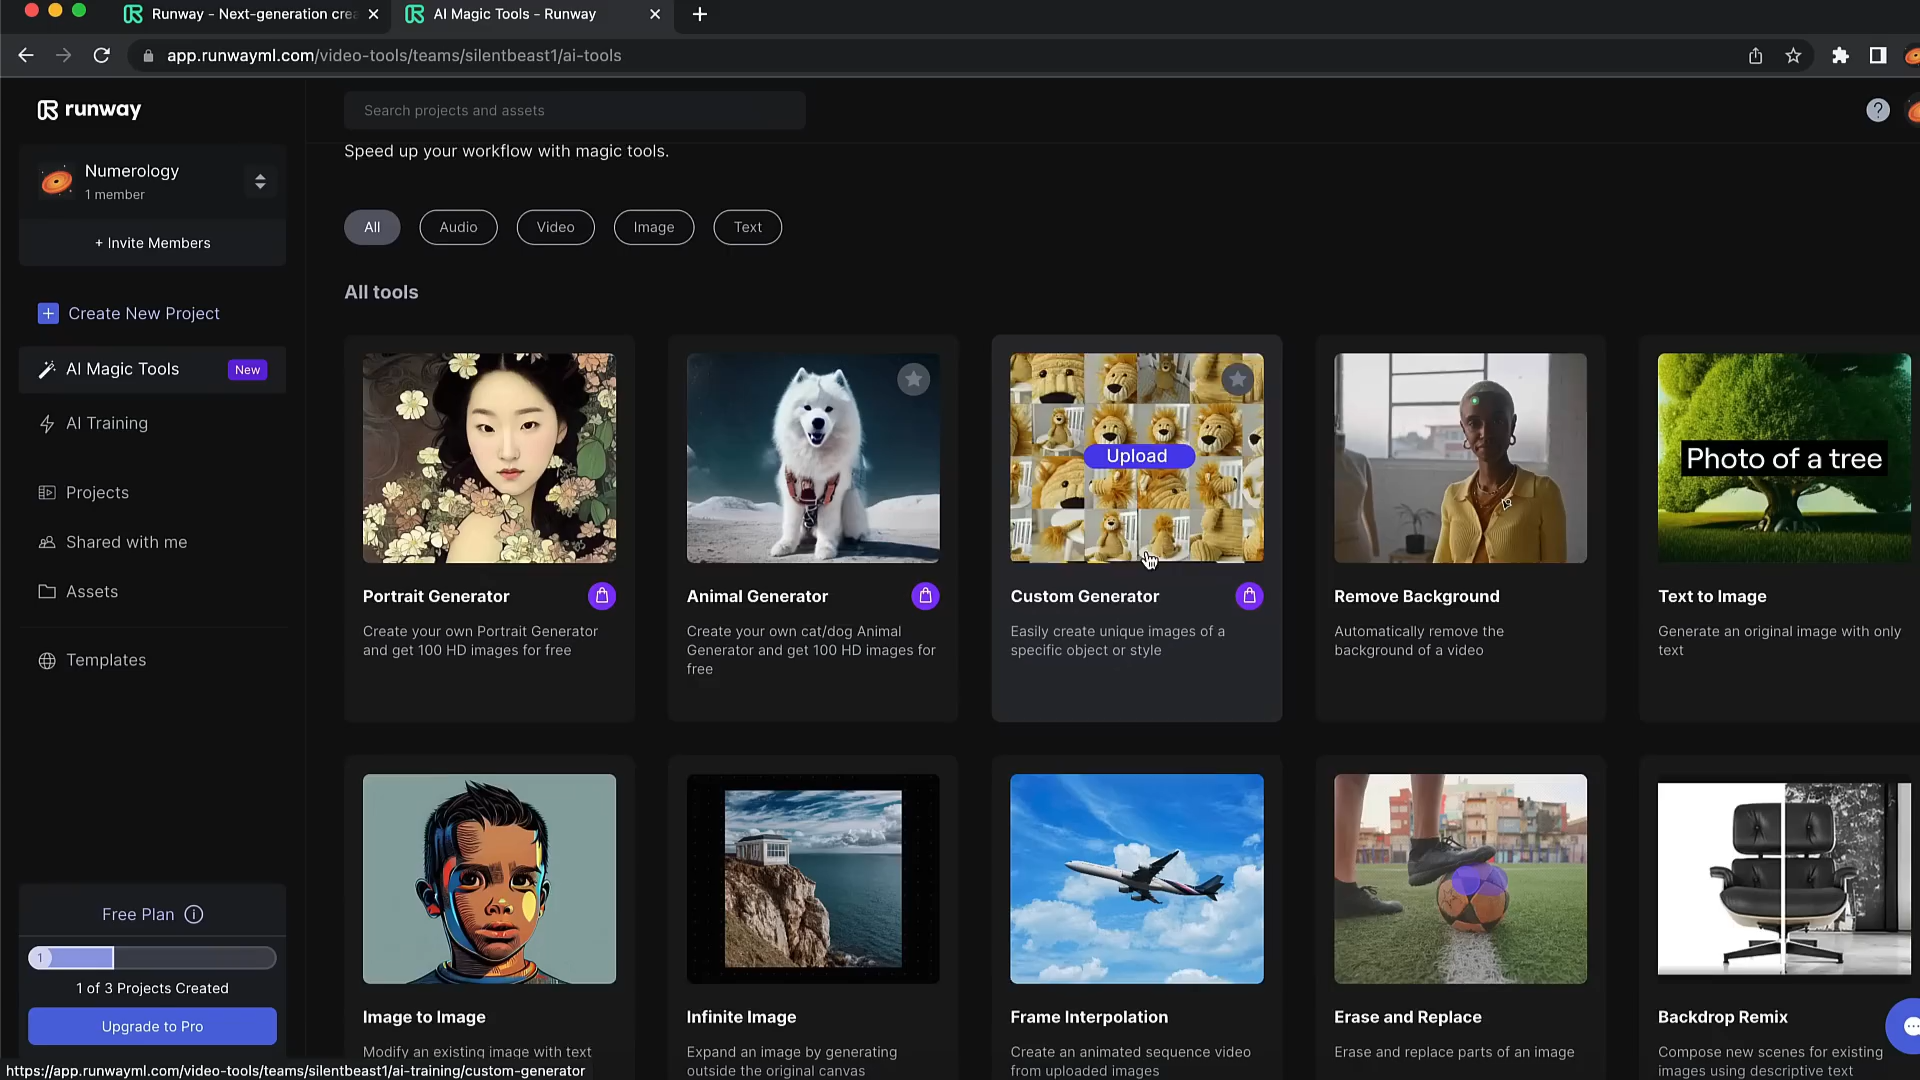 Runway - Next-generation crea
AI Magic Tools - Runway
app.runwayml.com/video-tools/teams/silentbeast1/ai-tools
runway
Search projects and assets
?
Speed up your workflow with magic tools.
Numerology
1 member
+ Invite Members
All
Audio
Video
Image
Text
All tools
Create New Project
AI Magic Tools
New
AI Training
Projects
Shared with me
Assets
Templates
Upload
Photo of a tree
Portrait Generator
Create your own Portrait Generator
and get 100 HD images for free
Animal Generator
Create your own cat/dog Animal
Generator and get 100 HD images for
free
Custom Generator
Easily create unique images of a
specific object or style
Remove Background
Automatically remove the
background of a video
Text to Image
Generate an original image with only
text
Free Plan
1
1 of 3 Projects Created
Upgrade to Pro
Image to Image
Modify an existing image with text
Infinite Image
Expand an image by generating
outside the original canvas
Frame Interpolation
Create an animated sequence video
from uploaded images
Erase and Replace
Erase and replace parts of an image
Backdrop Remix
Compose new scenes for existing
images using descriptive text
https://app.runwayml.com/video-tools/teams/silentbeast1/ai-training/custom-generator